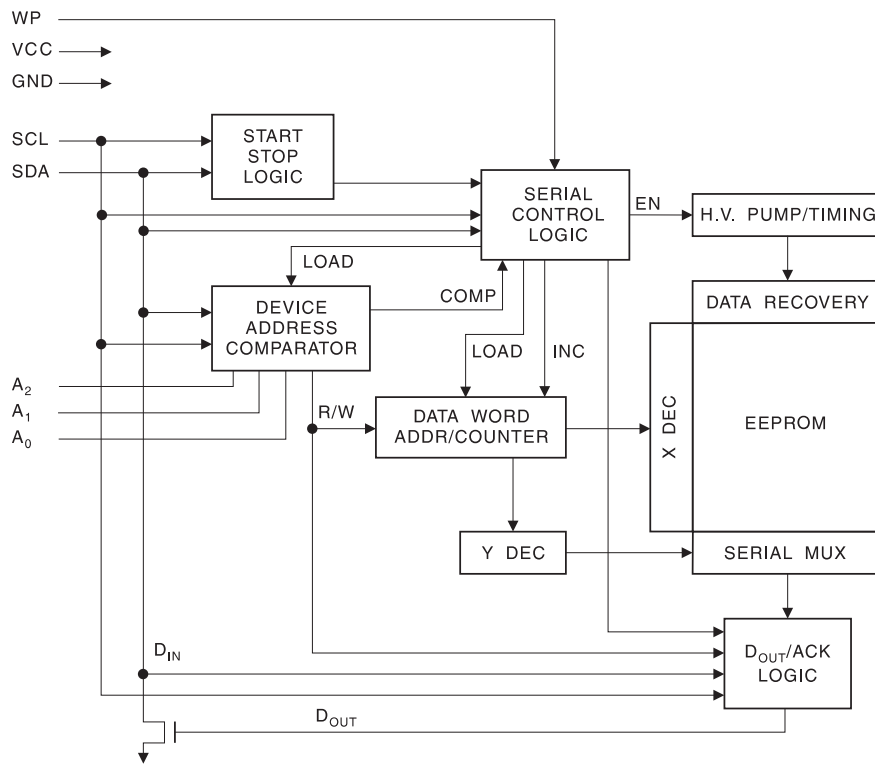 WP
VCC
GND
SCL
SDA
START
STOP
LOGIC
SERIAL
CONTROL
LOGIC
EN
H.V. PUMP/TIMING
LOAD
COMP
DATA RECOVERY
DEVICE
ADDRESS
COMPARATOR
LOAD
INC
A2
A1
A0
R/W
DATA WORD
ADDR/COUNTER
X DEC
EEPROM
Y DEC
SERIAL MUX
DIN
DOUT/ACK
LOGIC
DOUT